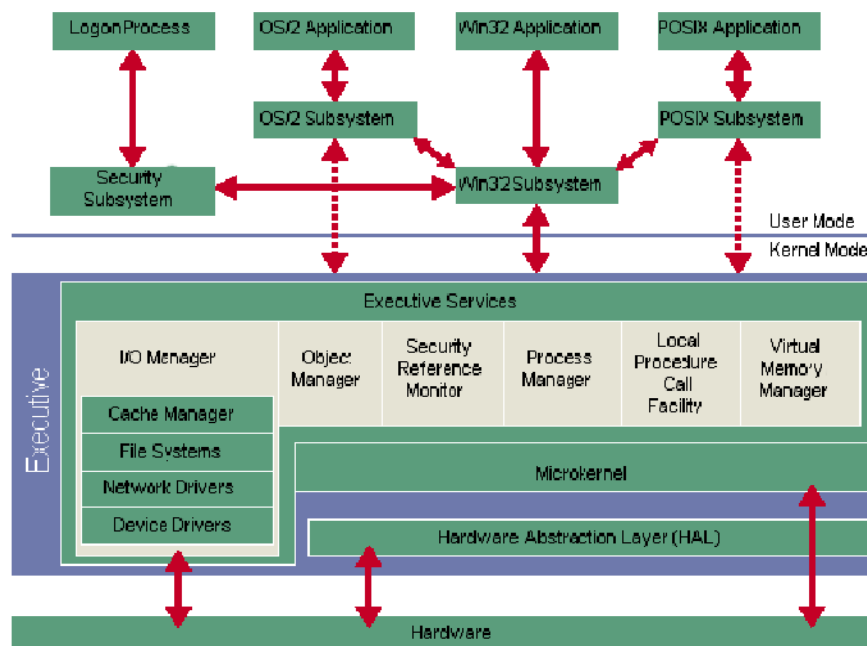 Logon Process
OS/2 Application
Win32 Application
POSIX Application
OS/2 Subsystem
POSIX Subsystem
Security
Subsystem
Win32 Subsystem
User Mode
Kernel Mode
Executive
Executive Services
I/O Manager
Object
Manager
Security
Reference
Monitor
Process
Manager
Local
Procedure
Call
Facility
Virtual
Memory
Manager
Cache Manager
File Systems
Network Drivers
Device Drivers
Microkernel
Hardware Abstraction Layer (HAL)
Hardware